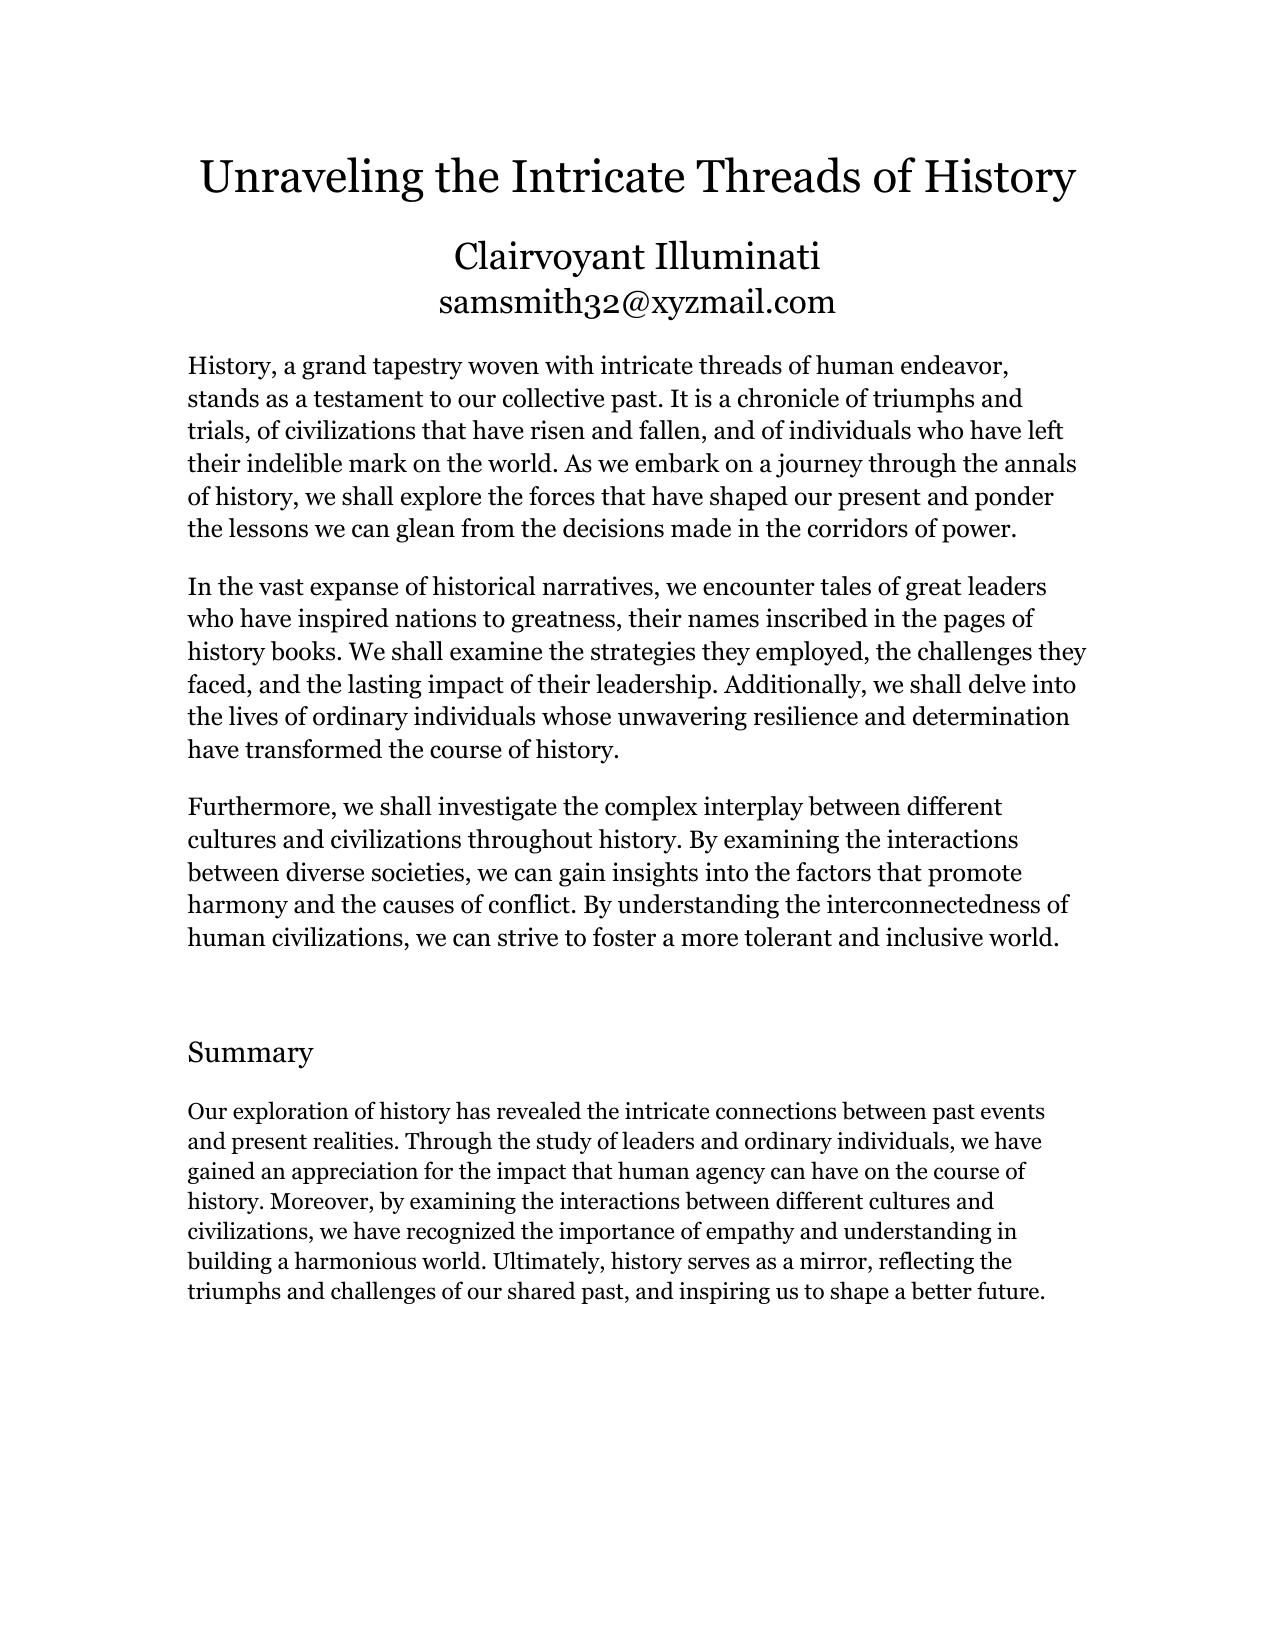 Unraveling the Intricate Threads of History
Clairvoyant Illuminati
samsmith32@xyzmail.com
History, a grand tapestry woven with intricate threads of human endeavor,
stands as a testament to our collective past. It is a chronicle of triumphs and
trials, of civilizations that have risen and fallen, and of individuals who have left
their indelible mark on the world. As we embark on a journey through the annals
of history, we shall explore the forces that have shaped our present and ponder
the lessons we can glean from the decisions made in the corridors of power.
In the vast expanse of historical narratives, we encounter tales of great leaders
who have inspired nations to greatness, their names inscribed in the pages of
history books. We shall examine the strategies they employed, the challenges they
faced, and the lasting impact of their leadership. Additionally, we shall delve into
the lives of ordinary individuals whose unwavering resilience and determination
have transformed the course of history.
Furthermore, we shall investigate the complex interplay between different
cultures and civilizations throughout history. By examining the interactions
between diverse societies, we can gain insights into the factors that promote
harmony and the causes of conflict. By understanding the interconnectedness of
human civilizations, we can strive to foster a more tolerant and inclusive world.
Summary
Our exploration of history has revealed the intricate connections between past events
and present realities. Through the study of leaders and ordinary individuals, we have
gained an appreciation for the impact that human agency can have on the course of
history. Moreover, by examining the interactions between different cultures and
civilizations, we have recognized the importance of empathy and understanding in
building a harmonious world. Ultimately, history serves as a mirror, reflecting the
triumphs and challenges of our shared past, and inspiring us to shape a better future.